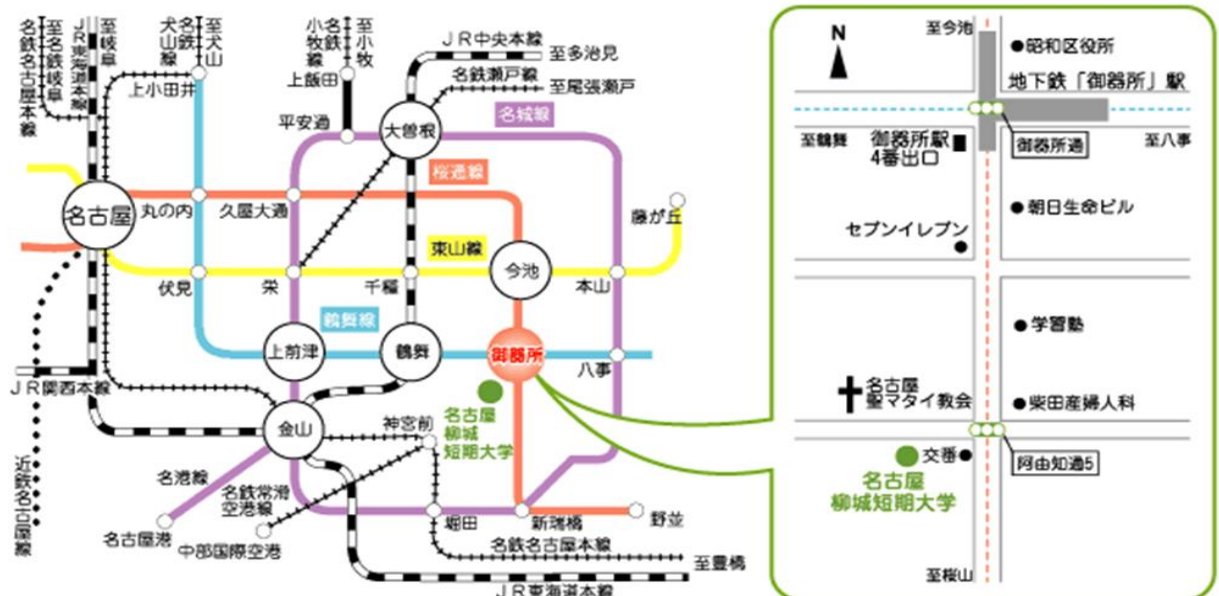 名鉄名古屋本線
至名鉄岐阜
JR東海道本線
至岐阜
犬山線
名鉄
至犬山
小牧線
名鉄
至小牧
JR中央本線
至多治見
名鉄瀬戸線
至尾張瀬戸
上小田井
上飯田
平安通
大曽根
名城線
桜通線
名古屋
丸の内
久屋大通
藤が丘
東山線
今池
伏見
栄
千種
本山
鶴舞線
上前津
鶴舞
御器所
八事
JR関西本線
名古屋
柳城
短期大学
金山
神宮前
近鉄名古屋線
名港線
名鉄常滑
空港線
名古屋港
中部国際空港
堀田
新瑞橋
野並
名鉄名古屋本線
至豊橋
JR東海道本線
至今池
N
昭和区役所
地下鉄「御器所」駅
至鶴舞
御器所駅
4番出口
御器所通
至八事
朝日生命ビル
セブンイレブン
学習塾
名古屋
聖マタイ教会
柴田産婦人科
交番
阿由知通5
名古屋
柳城短期大学
至桜山